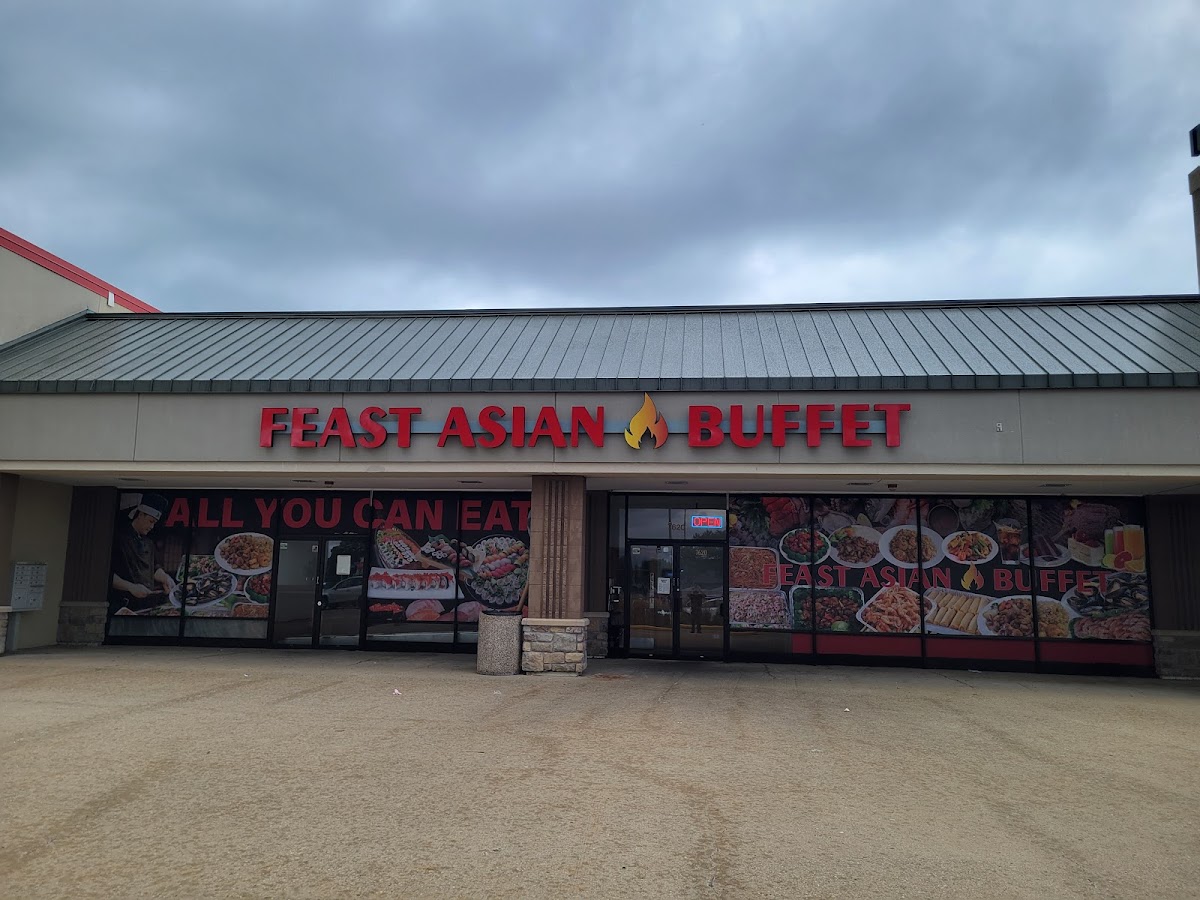 FEAST ASIAN BUFFET
ALL YOU CAN EAT
OPEN
FEAST ASIAN BUFFET